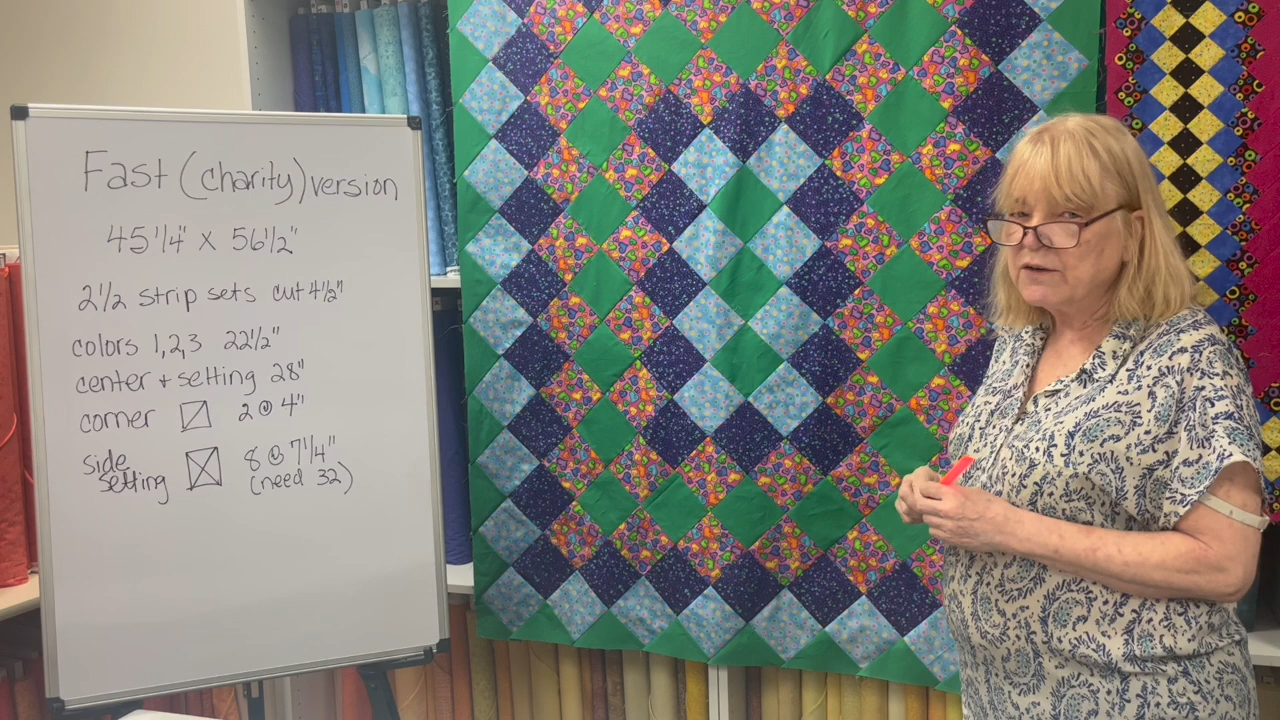 Fast (charity) version
45 1/4" x 56 1/2"
2 1/2 strip sets cut 4 1/2"
colors 1,2,3 22 1/2"
center + setting 28"
corner 2 @ 4"
side setting 8 @ 7 1/4"
(need 32)